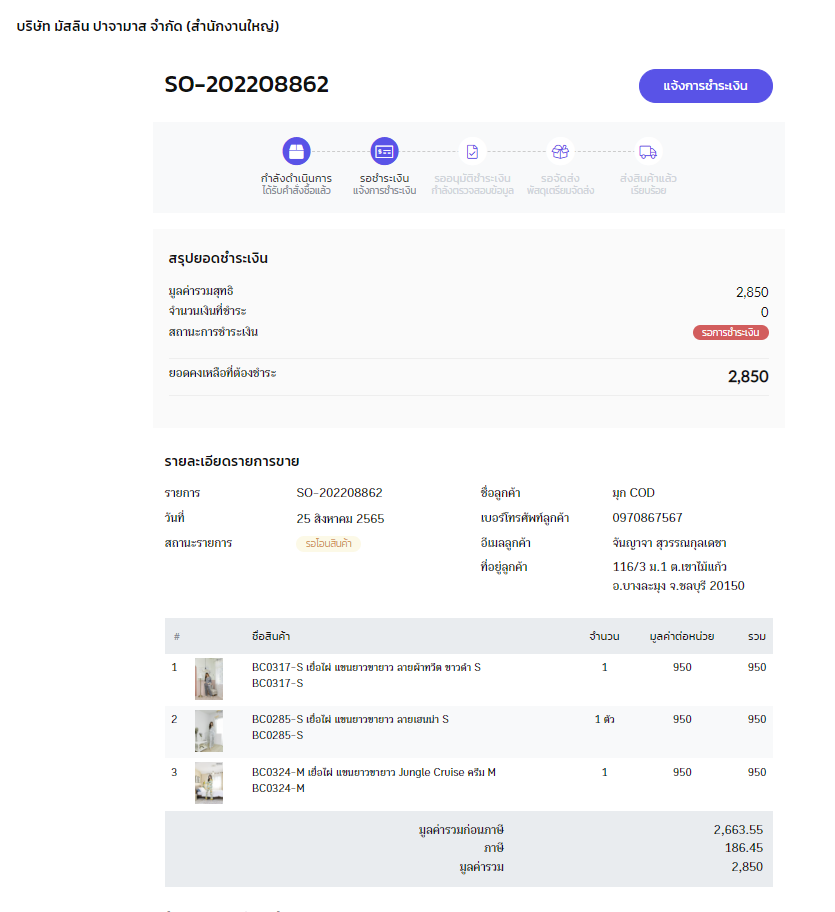 บริษัท มัสลิน ปาจามาส จำกัด (สำนักงานใหญ่)
SO-202208862
แจ้งการชำระเงิน
กำลังดำเนินการ รอชำระเงิน รออนุมัติชำระเงิน รอจัดส่ง ส่งสินค้าแล้ว
ได้รับคำสั่งซื้อแล้ว แจ้งการชำระเงิน กำลังตรวจสอบข้อมูล พัสดุเตรียมจัดส่ง เรียบร้อย
สรุปยอดชำระเงิน
มูลค่ารวมสุทธิ 2,850
จำนวนเงินที่ชำระ 0
สถานะการชำระเงิน รอการชำระเงิน
ยอดคงเหลือที่ต้องชำระ 2,850
รายละเอียดรายการขาย
รายการ SO-202208862 ชื่อลูกค้า มุก COD
วันที่ 25 สิงหาคม 2565 เบอร์โทรศัพท์ลูกค้า 0970867567
สถานะรายการ รอโอนสินค้า อีเมลลูกค้า จันญาจา สุวรรณกุลเดชา
ที่อยู่ลูกค้า 116/3 ม.1 ต.เขาไม้แก้ว
อ.บางละมุง จ.ชลบุรี 20150
# ชื่อสินค้า จำนวน มูลค่าต่อหน่วย รวม
1 BC0317-S เยื่อไผ่ แขนยาวขายาว ลายผ้าทวีต ขาวดำ S 1 950 950
BC0317-S
2 BC0285-S เยื่อไผ่ แขนยาวขายาว ลายเฮนน่า S 1 ตัว 950 950
BC0285-S
3 BC0324-M เยื่อไผ่ แขนยาวขายาว Jungle Cruise ครีม M 1 950 950
BC0324-M
มูลค่ารวมก่อนภาษี 2,663.55
ภาษี 186.45
มูลค่ารวม 2,850